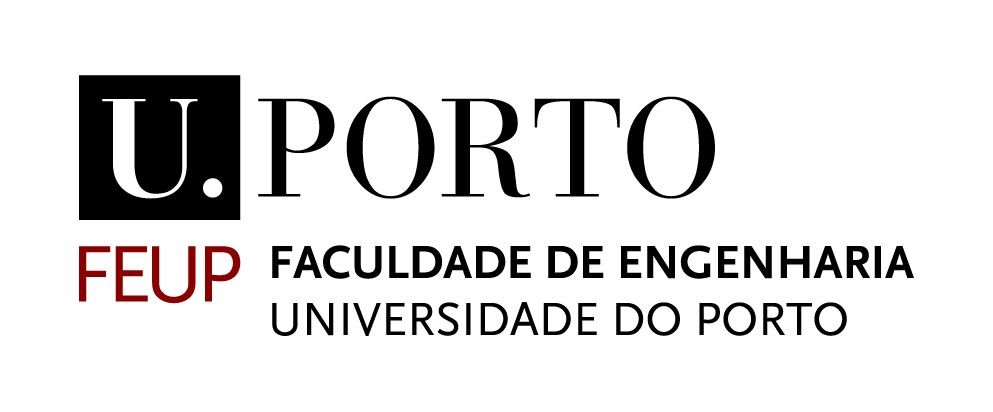 U. PORTO
FEUP FACULDADE DE ENGENHARIA
UNIVERSIDADE DO PORTO